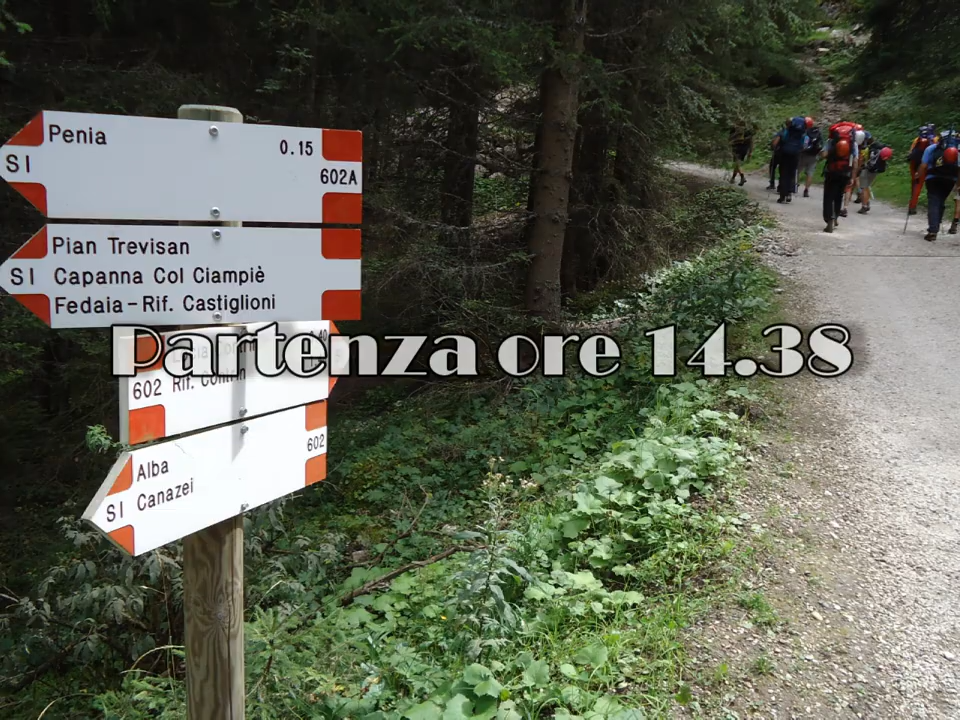 Penia
0.15
SI
602A
Pian Trevisan
SI Capanna Col Ciampiè
Fedaia-Rif. Castiglioni
Partenza ore 14.38
602 Rif.
Alba
602
SI Canazei